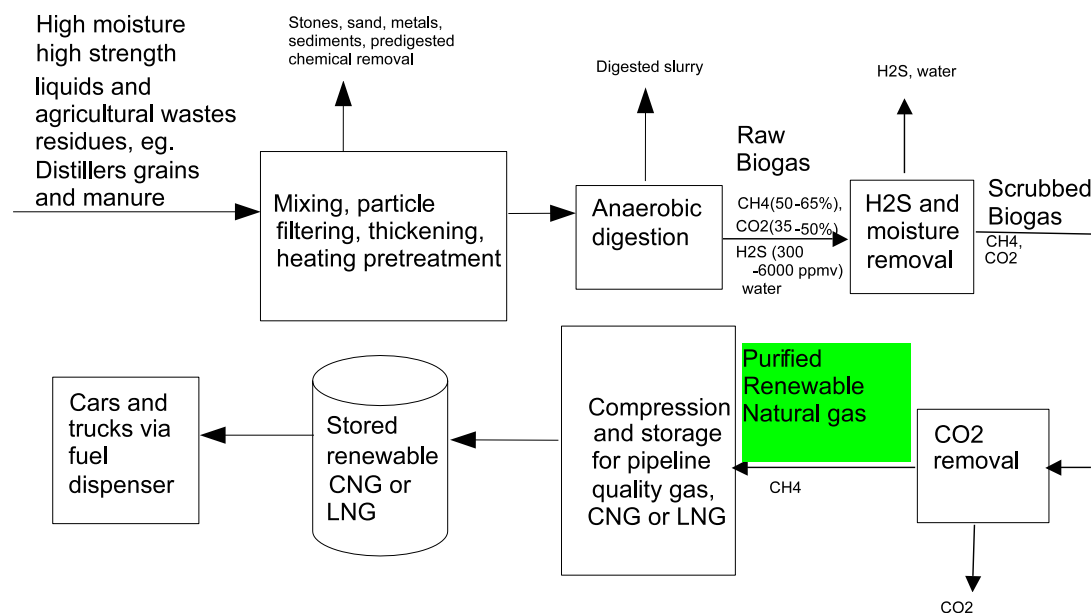 High moisture
high strength
liquids and
agricultural wastes
residues, eg.
Distillers grains
and manure
Stones, sand, metals,
sediments, predigested
chemical removal
Mixing, particle
filtering, thickening,
heating pretreatment
Digested slurry
Anaerobic
digestion
Raw
Biogas
CH4(50-65%),
CO2(35-50%)
H2S (300
-6000 ppmv)
water
H2S, water
H2S and
moisture
removal
Scrubbed
Biogas
CH4,
CO2
CO2
removal
CO2
Purified
Renewable
Natural gas
CH4
Compression
and storage
for pipeline
quality gas,
CNG or LNG
Stored
renewable
CNG or
LNG
Cars and
trucks via
fuel
dispenser